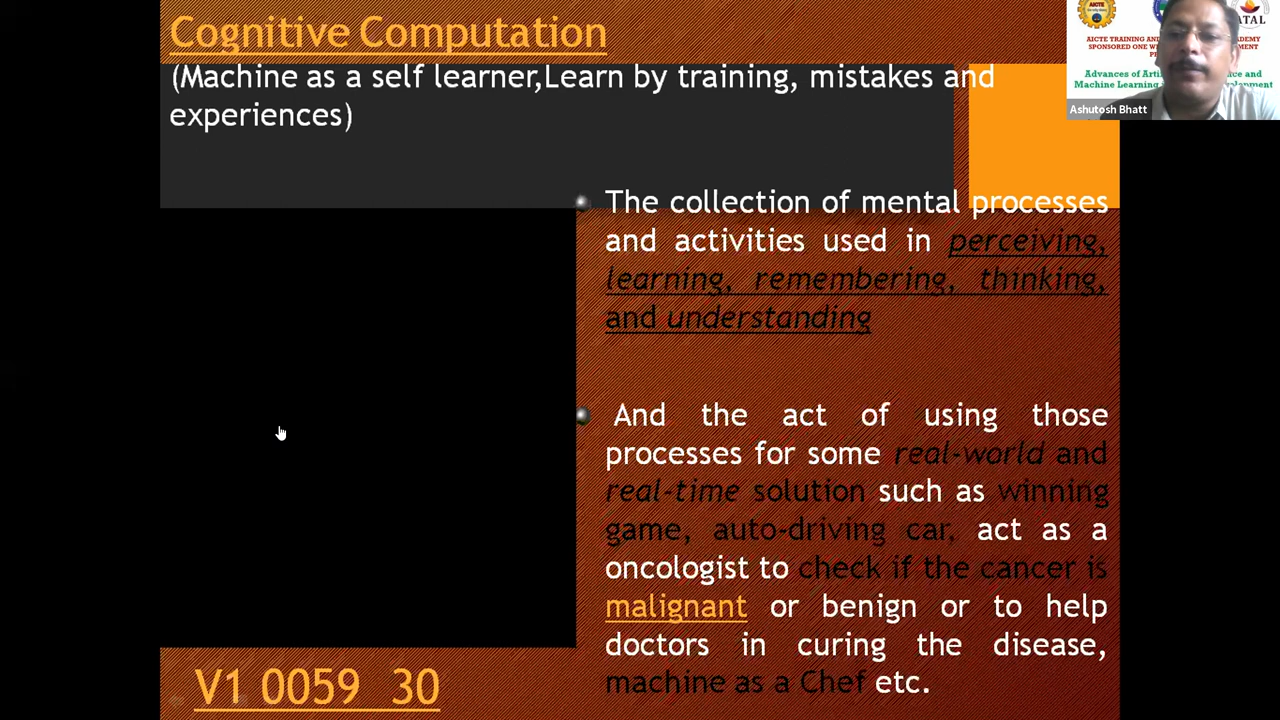 Cognitive Computation
(Machine as a self learner,Learn by training, mistakes and
experiences)
The collection of mental processes
and activities used in perceiving,
learning, remembering, thinking,
and understanding
And the act of using those
processes for some real-world and
real-time solution such as winning
game, auto-driving car, act as a
oncologist to check if the cancer is
malignant or benign or to help
doctors in curing the disease,
machine as a Chef etc.
V1 0059 30
AICTE
ATAL
AICTE TRAINING AND
SPONSORED ONE
Advances of
Machine Learning
Ashutosh Bhatt